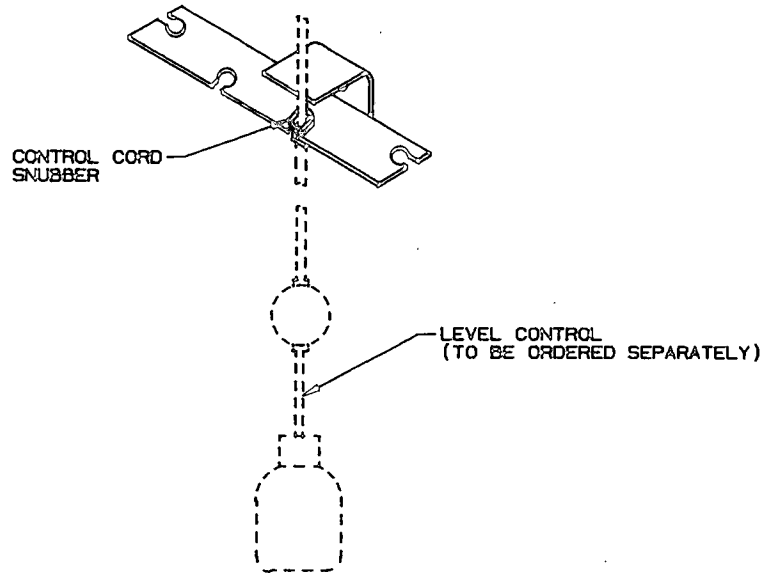 CONTROL CORD
SNUBBER
LEVEL CONTROL
(TO BE ORDERED SEPARATELY)